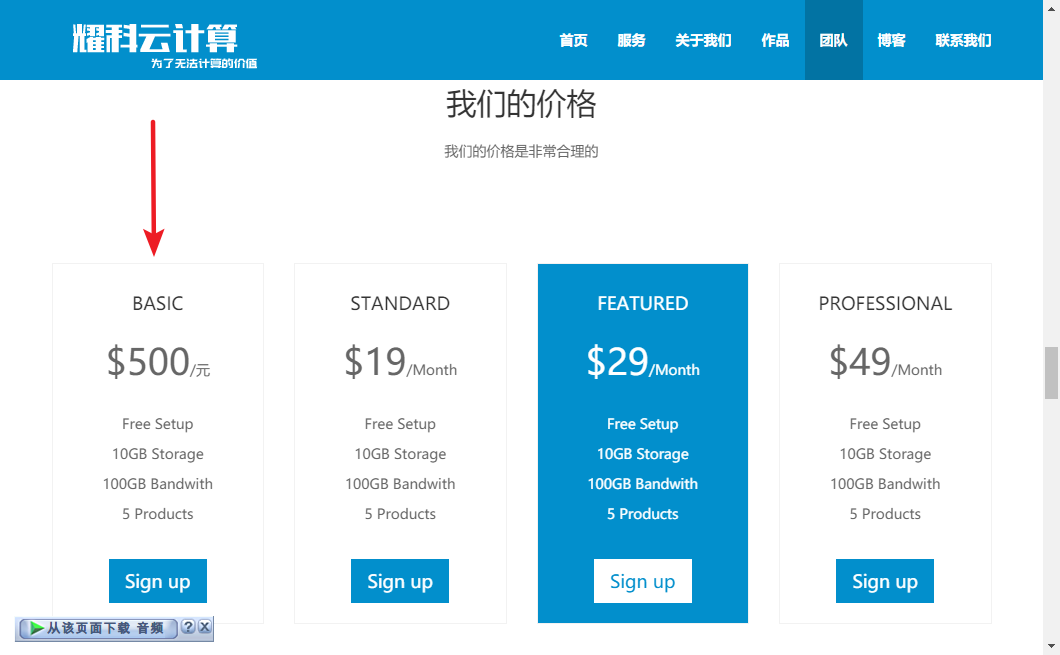 耀科云计算
为了无法计算的价值
首页 服务 关于我们 作品 团队 博客 联系我们
我们的价格
我们的价格是非常合理的
BASIC
$500/元
Free Setup
10GB Storage
100GB Bandwith
5 Products
Sign up
STANDARD
$19/Month
Free Setup
10GB Storage
100GB Bandwith
5 Products
Sign up
FEATURED
$29/Month
Free Setup
10GB Storage
100GB Bandwith
5 Products
Sign up
PROFESSIONAL
$49/Month
Free Setup
10GB Storage
100GB Bandwith
5 Products
Sign up
从该页面下载 音频 ? X